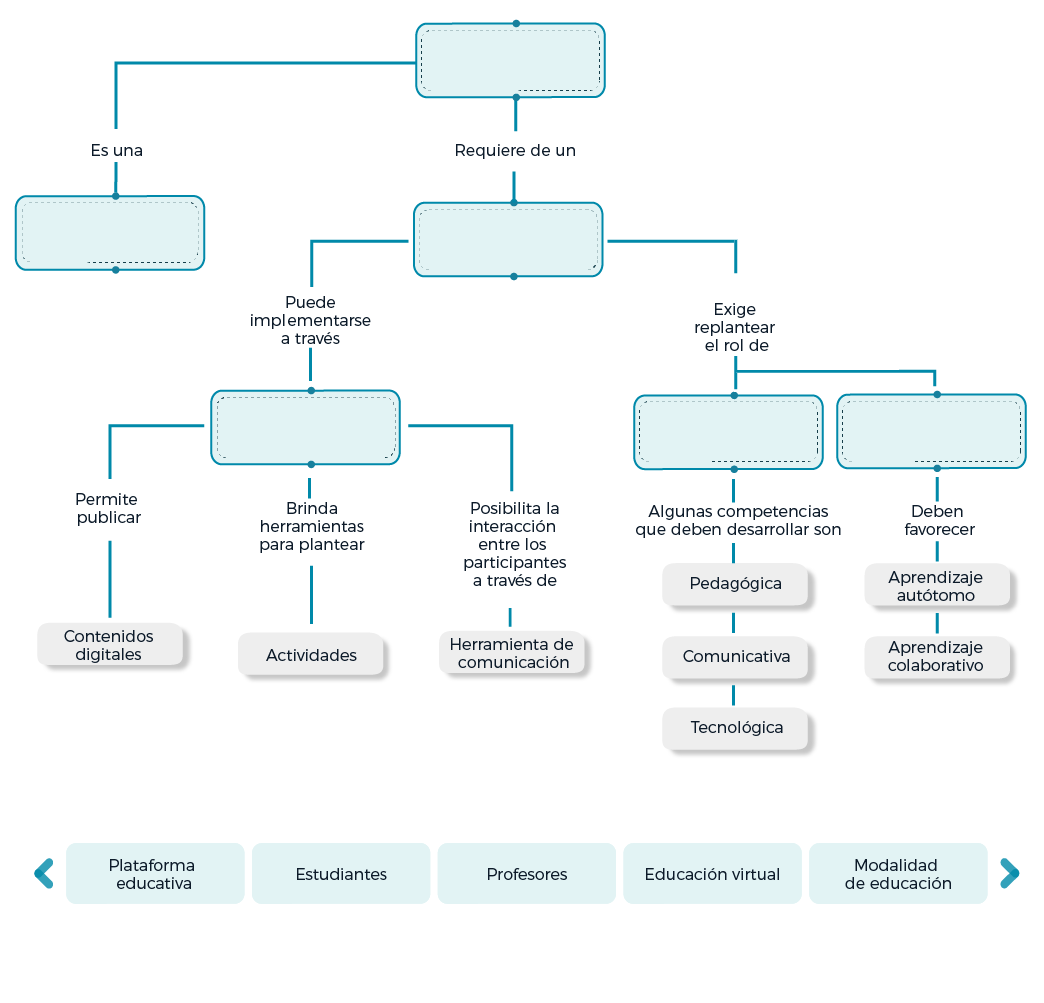 Es una
Requiere de un
Puede
implementarse
a través
Exige
replantear
el rol de
Permite
publicar
Brinda
herramientas
para plantear
Posibilita la
interacción
entre los
participantes
a través de
Algunas competencias
que deben desarrollar son
Deben
favorecer
Contenidos
digitales
Actividades
Herramienta de
comunicación
Pedagógica
Comunicativa
Tecnológica
Aprendizaje
autótomo
Aprendizaje
colaborativo
Plataforma
educativa
Estudiantes
Profesores
Educación virtual
Modalidad
de educación